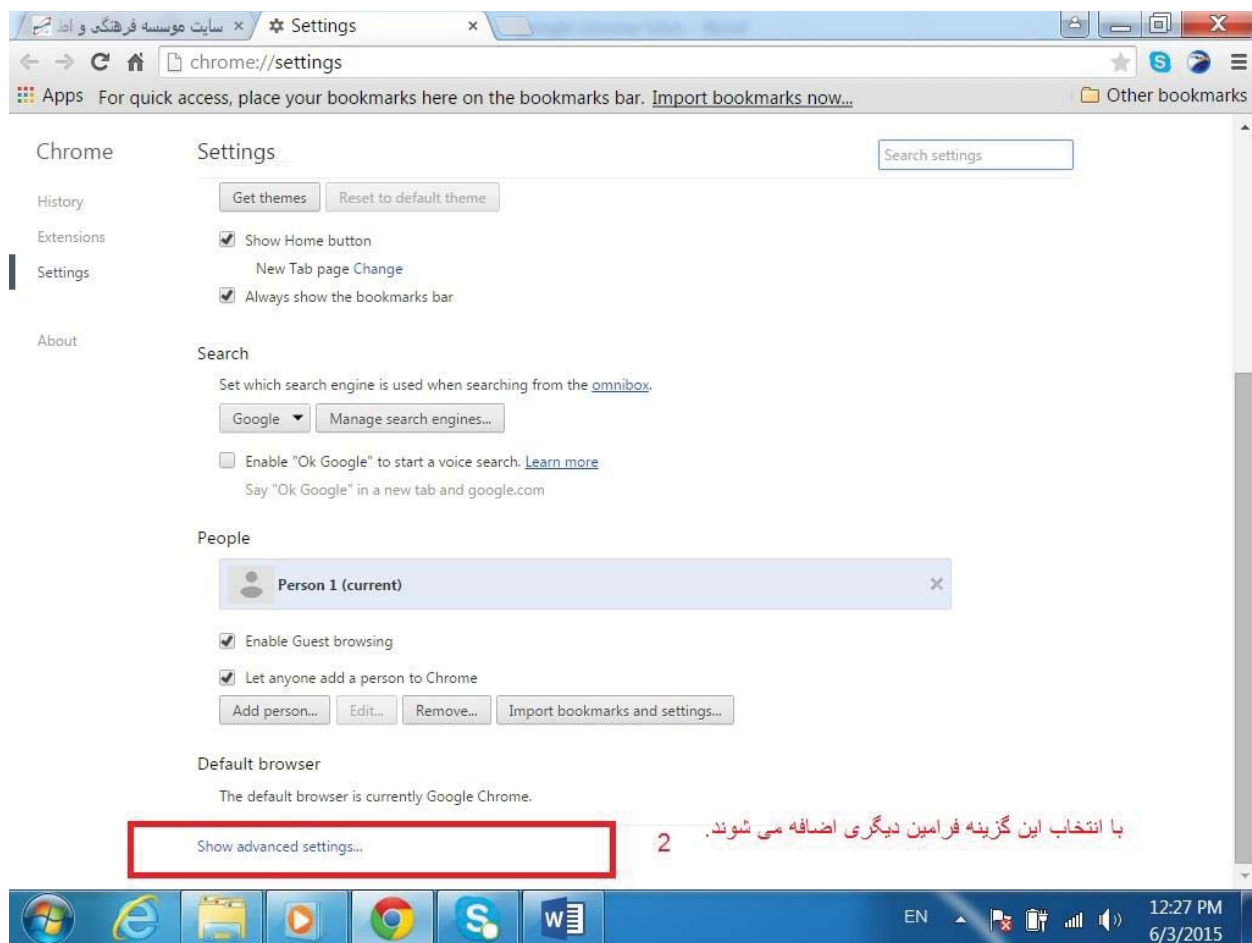 سایت موسسه فرهنگی و اط
Settings
chrome://settings
Apps For quick access, place your bookmarks here on the bookmarks bar. Import bookmarks now...
Other bookmarks
Chrome
Settings
Search settings
History
Extensions
Settings
About
Get themes
Reset to default theme
Show Home button
New Tab page Change
Always show the bookmarks bar
Search
Set which search engine is used when searching from the omnibox.
Google
Manage search engines...
Enable "Ok Google" to start a voice search. Learn more
Say "Ok Google" in a new tab and google.com
People
Person 1 (current)
Enable Guest browsing
Let anyone add a person to Chrome
Add person...
Edit...
Remove...
Import bookmarks and settings...
Default browser
The default browser is currently Google Chrome.
Show advanced settings...
2
با انتخاب این گزینه فرامین دیگری اضافه می شوند.
EN
12:27 PM
6/3/2015